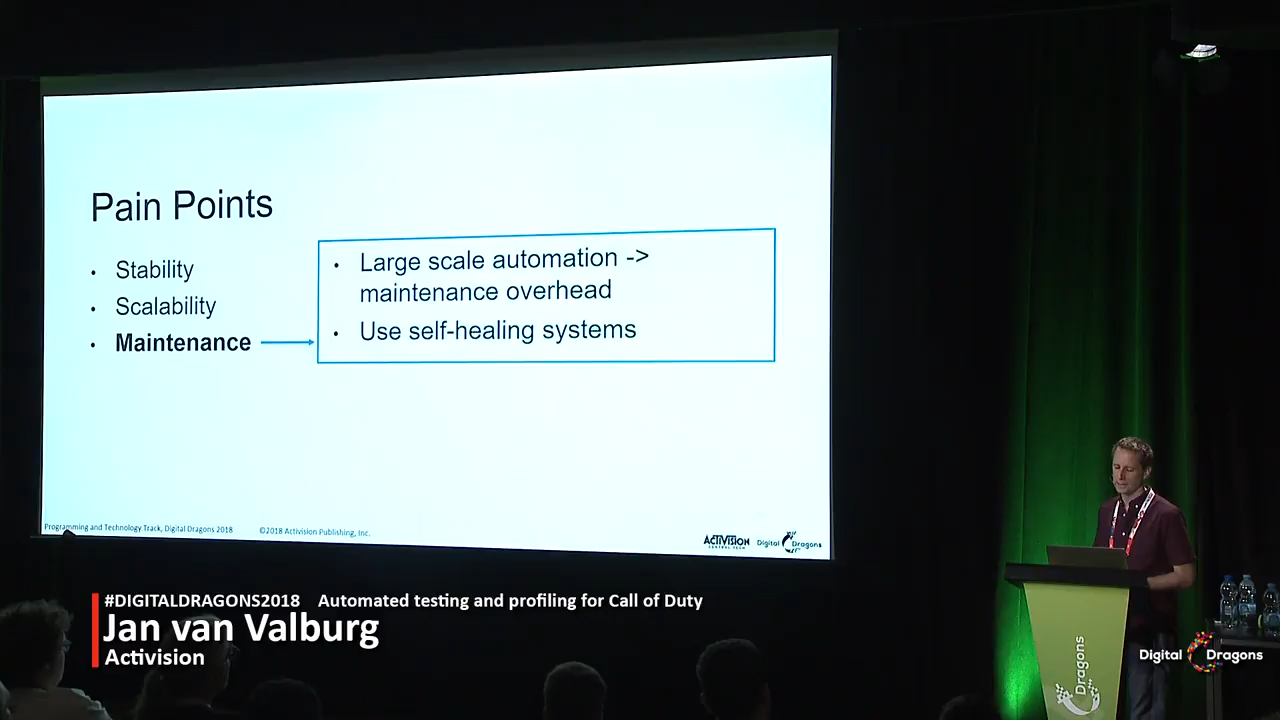 Pain Points
• Stability
• Scalability
• Maintenance
• Large scale automation ->
maintenance overhead
• Use self-healing systems
Programming and Technology Track, Digital Dragons 2018 ©2018 Activision Publishing, Inc.
ACTIVISION
CENTRAL TECH
Digital Dragons
#DIGITALDRAGONS2018 Automated testing and profiling for Call of Duty
Jan van Valburg
Activision
Dragons
Digital Dragons